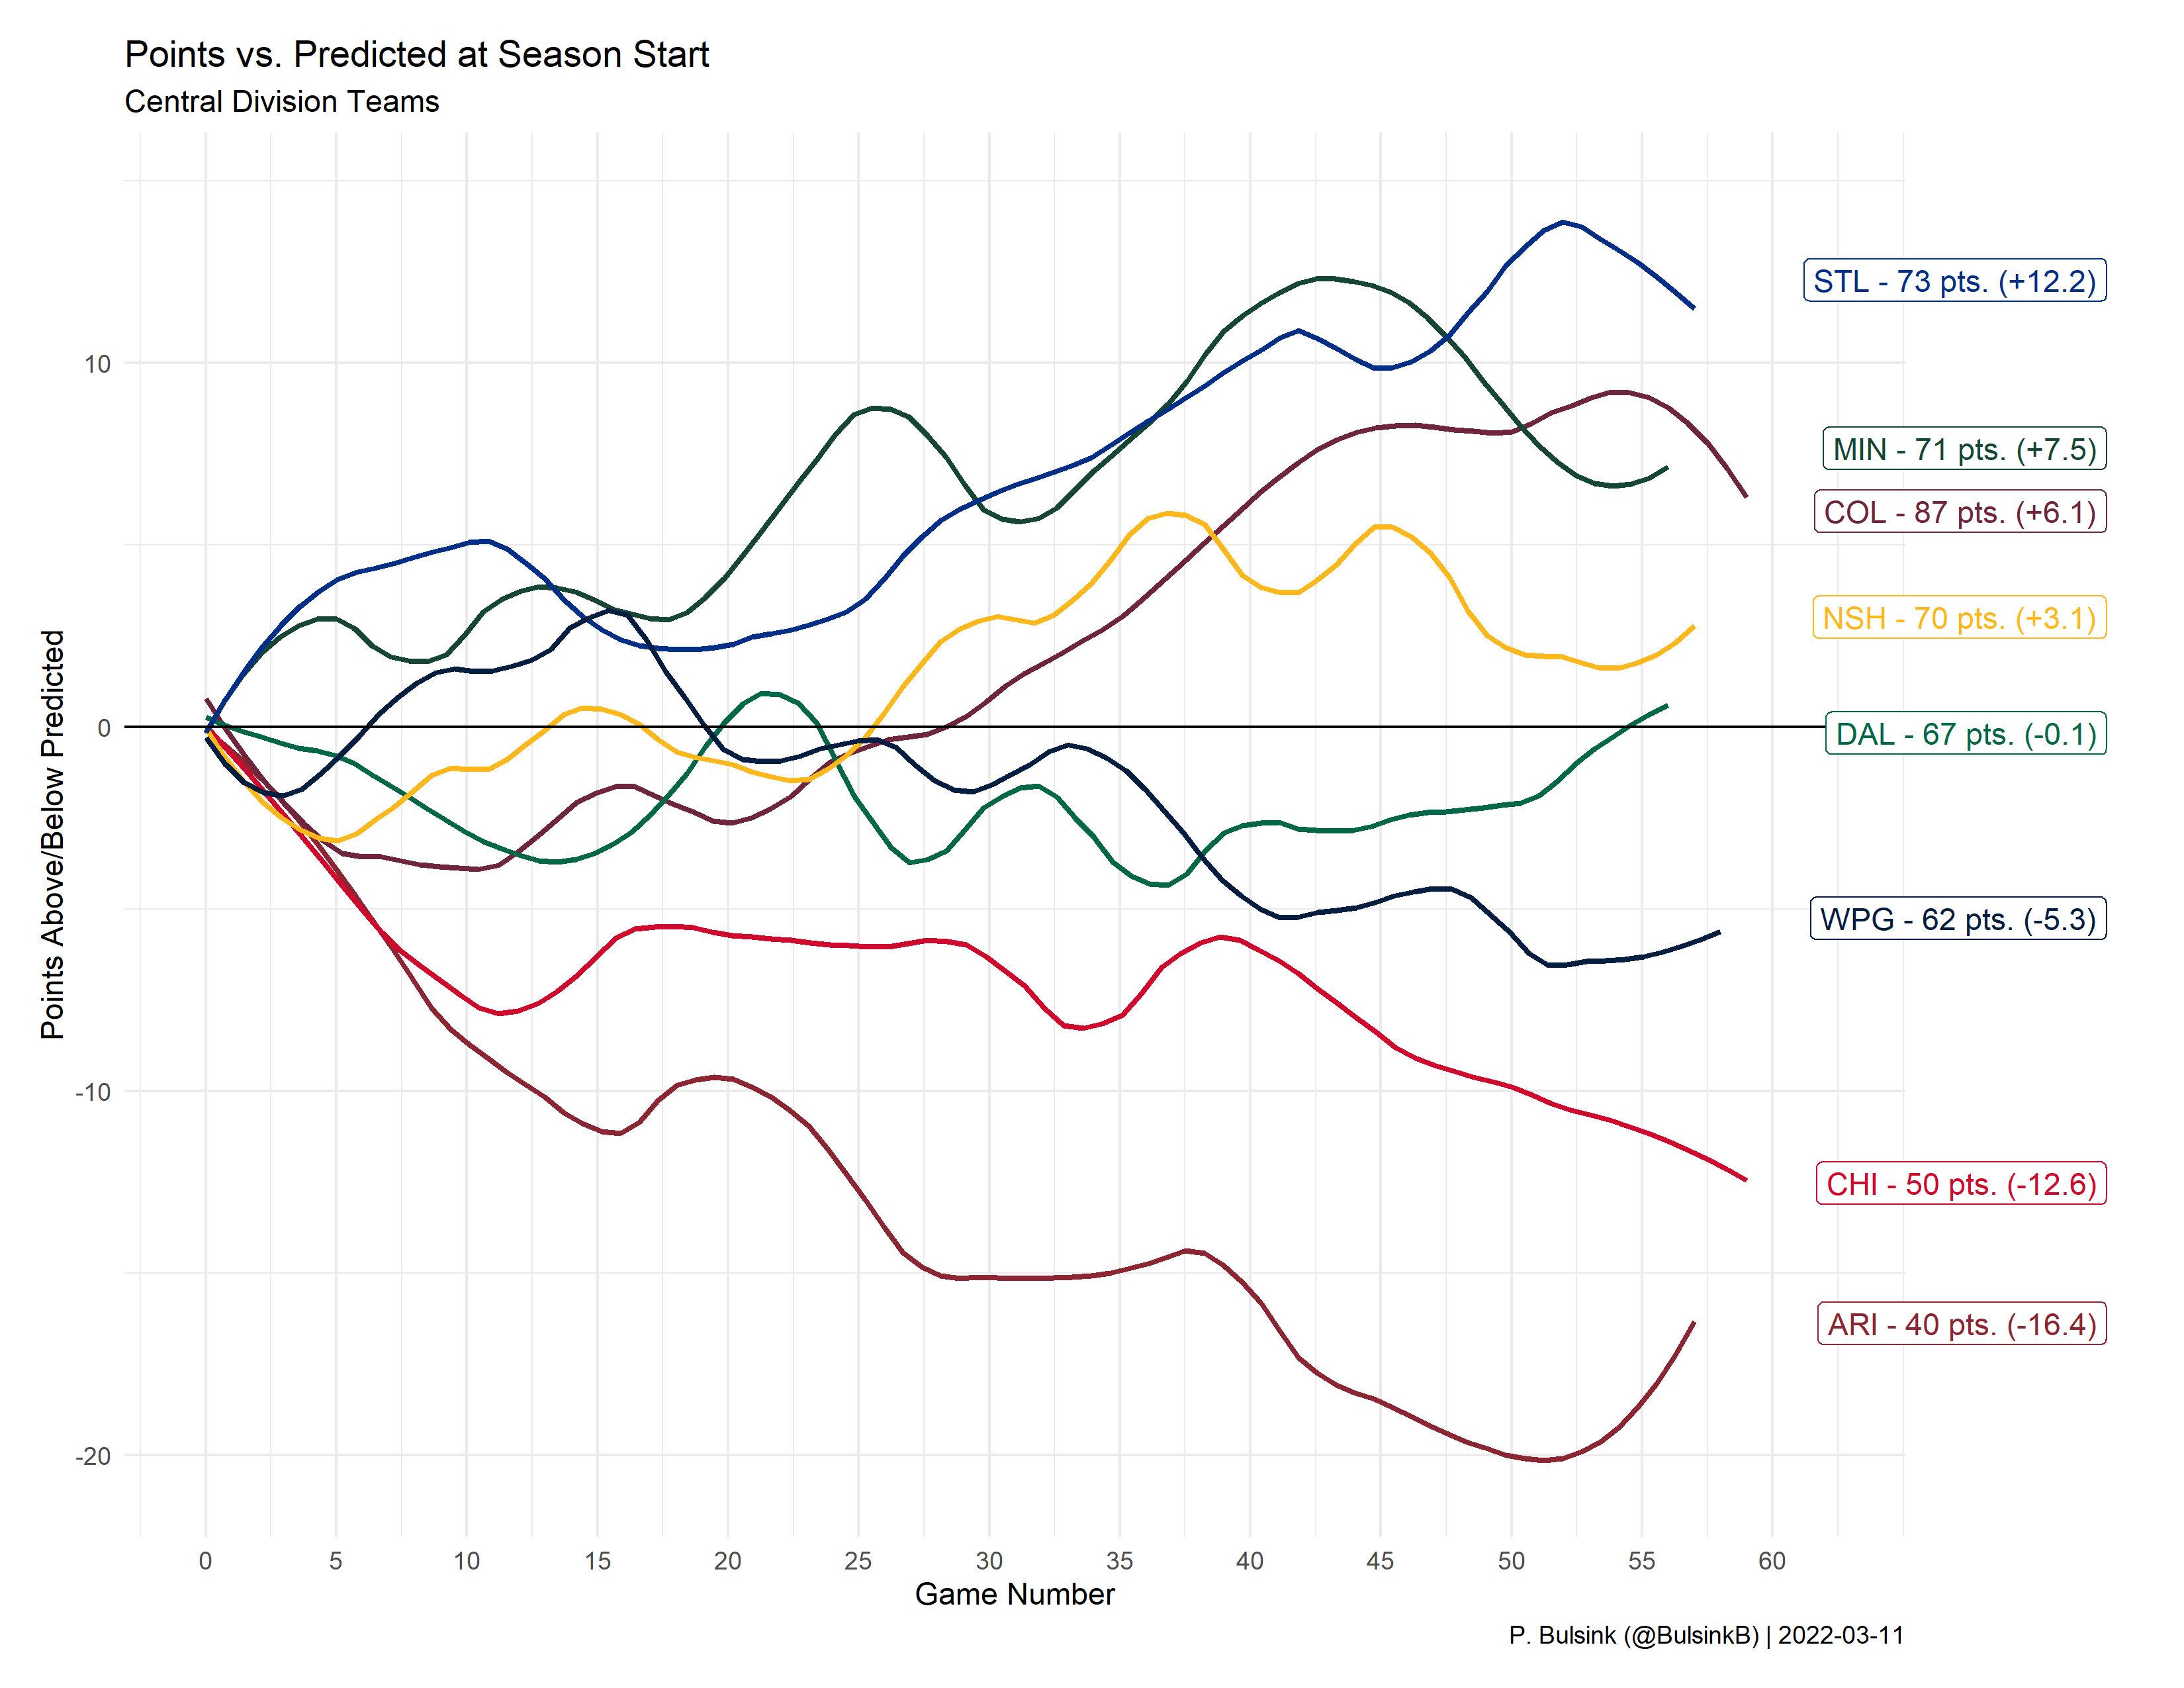 Points vs. Predicted at Season Start
Central Division Teams
Points Above/Below Predicted
10
0
-10
-20
STL - 73 pts. (+12.2)
MIN - 71 pts. (+7.5)
COL - 87 pts. (+6.1)
NSH - 70 pts. (+3.1)
DAL - 67 pts. (-0.1)
WPG - 62 pts. (-5.3)
CHI - 50 pts. (-12.6)
ARI - 40 pts. (-16.4)
0 5 10 15 20 25 30 35 40 45 50 55 60
Game Number
P. Bulsink (@BulsinkB) | 2022-03-11